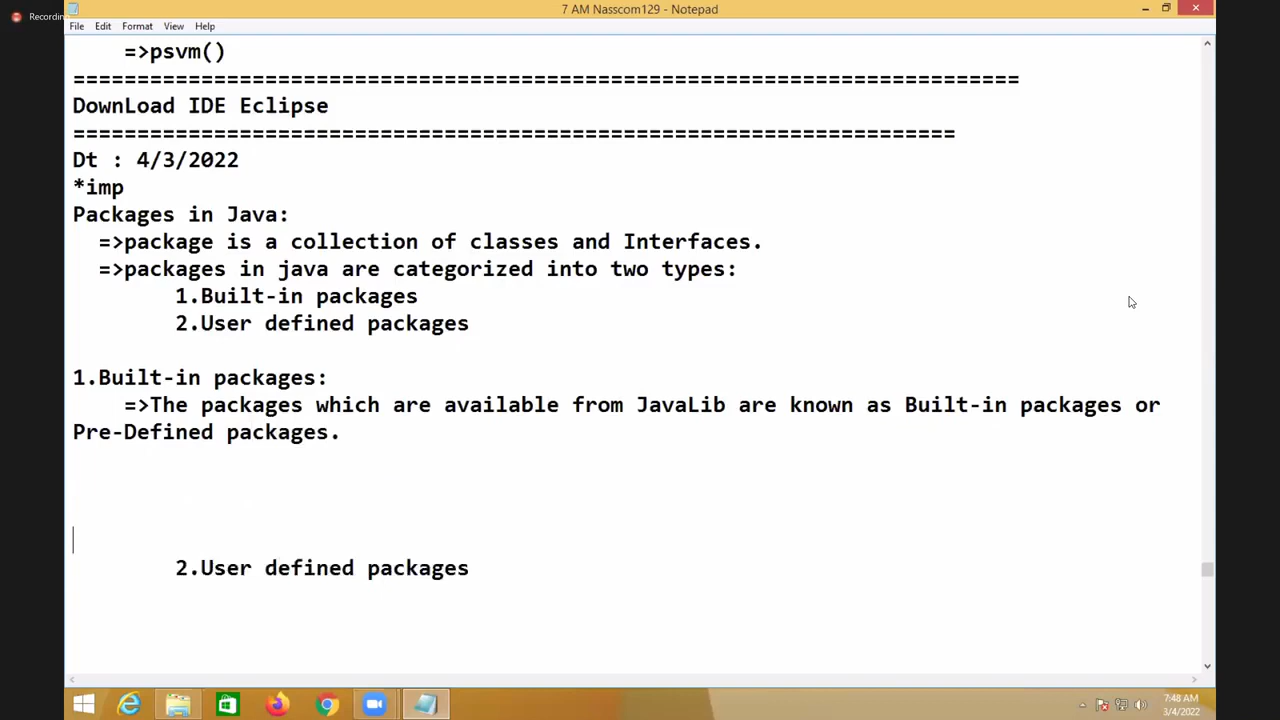 Recording
7 AM Nasscom129 - Notepad
File Edit Format View Help
=>psvm()
==========================================================================
DownLoad IDE Eclipse
=====================================================================
Dt : 4/3/2022
*imp
Packages in Java:
=>package is a collection of classes and Interfaces.
=>packages in java are categorized into two types:
1.Built-in packages
2.User defined packages
1.Built-in packages:
=>The packages which are available from JavaLib are known as Built-in packages or
Pre-Defined packages.
2.User defined packages
7:48 AM
3/4/2022